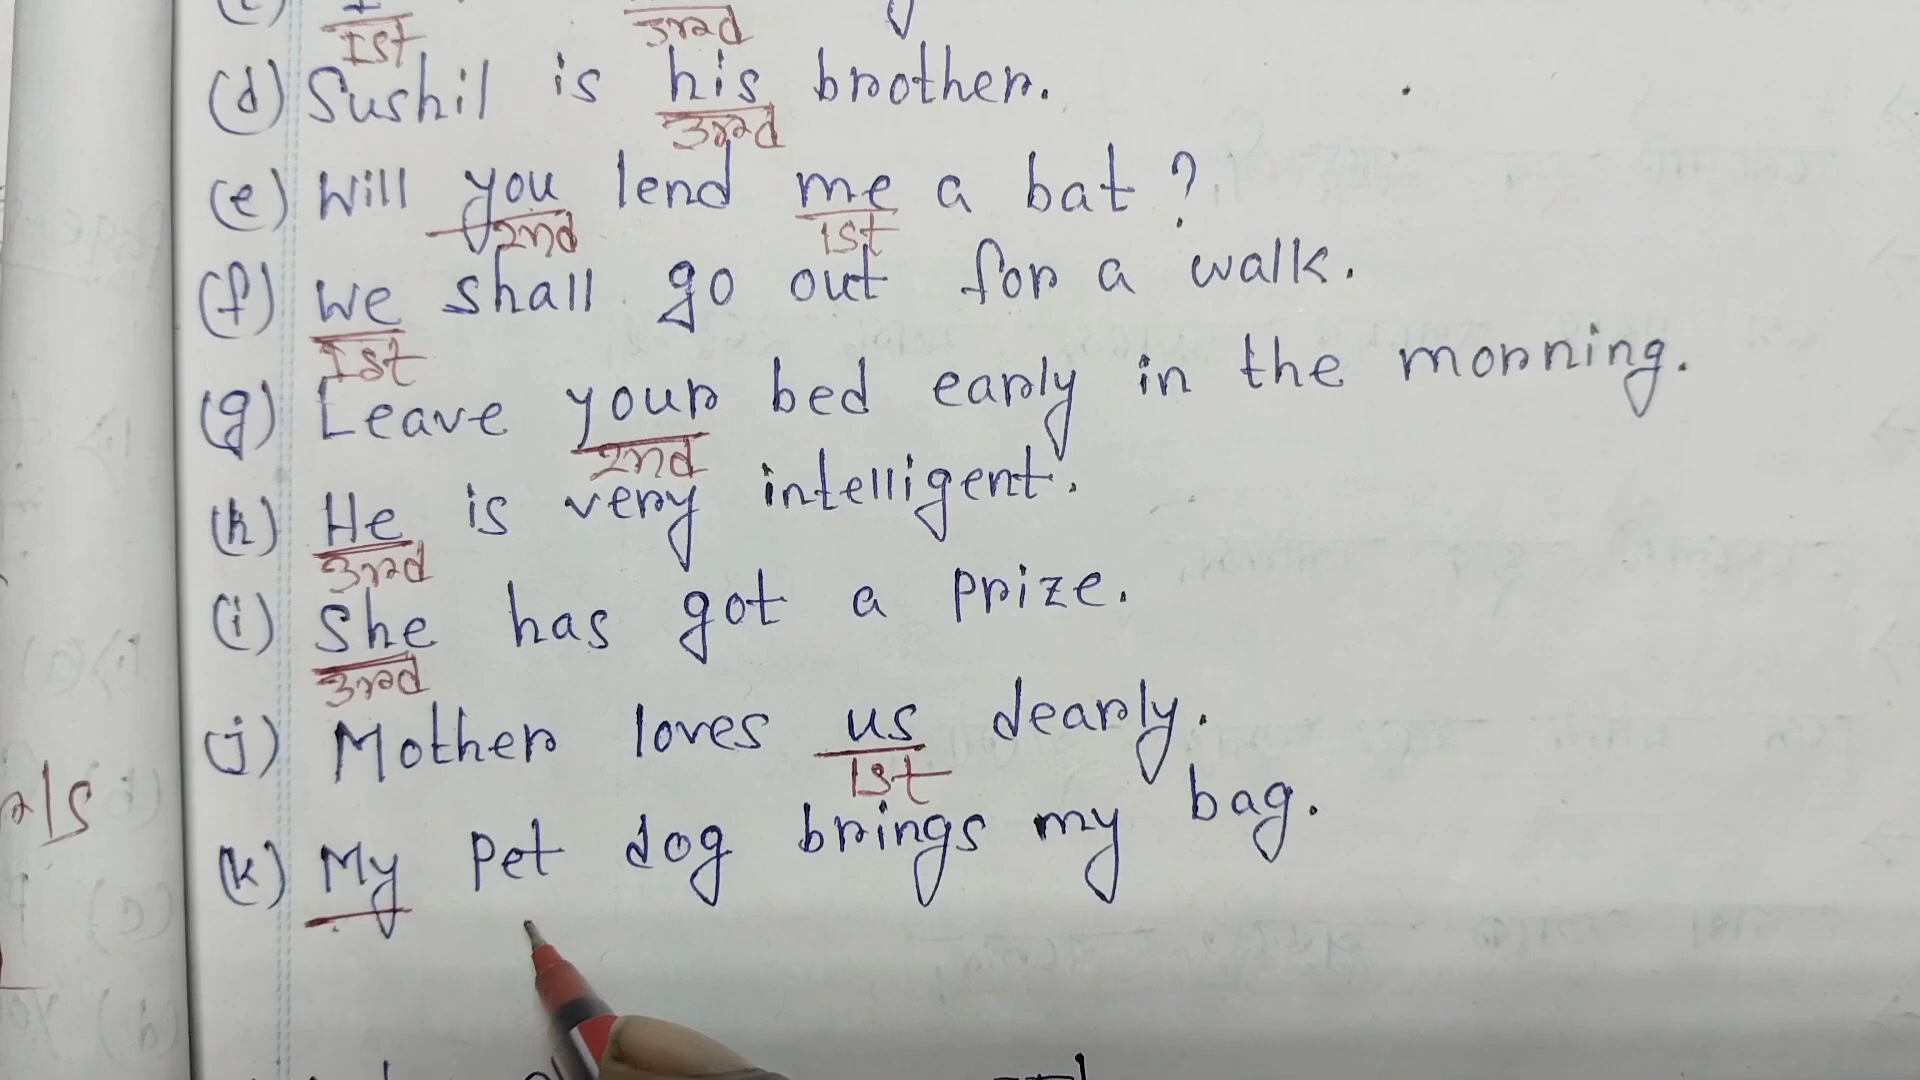 Ist 3rd
(d) Sushil is his brother.
3rd
(e) Will you lend me a bat ?
2nd 1st
(f) We shall go out for a walk.
Ist
(g) Leave your bed early in the morning.
2nd
(h) He is very intelligent.
3rd
(i) She has got a prize.
3rd
(j) Mother loves us dearly.
1st
(k) My pet dog brings my bag.